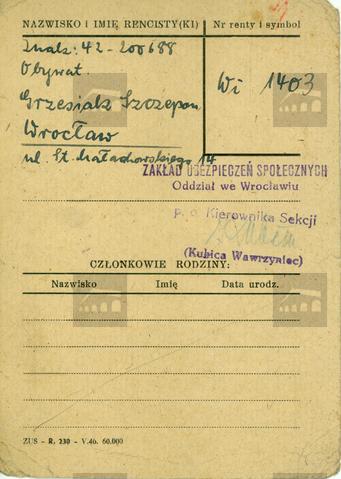 NAZWISKO i IMIĘ RENCISTY(KI)
Nr renty i symbol
Znak: 42-200688
Obywat.
Grzesiak Szczepan
Wi 1403
Wrocław
ul. St. Małachowskiego 14
ZAKŁAD UBEZPIECZEŃ SPOŁECZNYCH
Oddział we Wrocławiu
p. o. Kierownika Sekcji
(Kubica Wawrzyniec)
CZŁONKOWIE RODZINY:
Nazwisko Imię Data urodz.
ZUS – R. 230 – V.46. 60.000